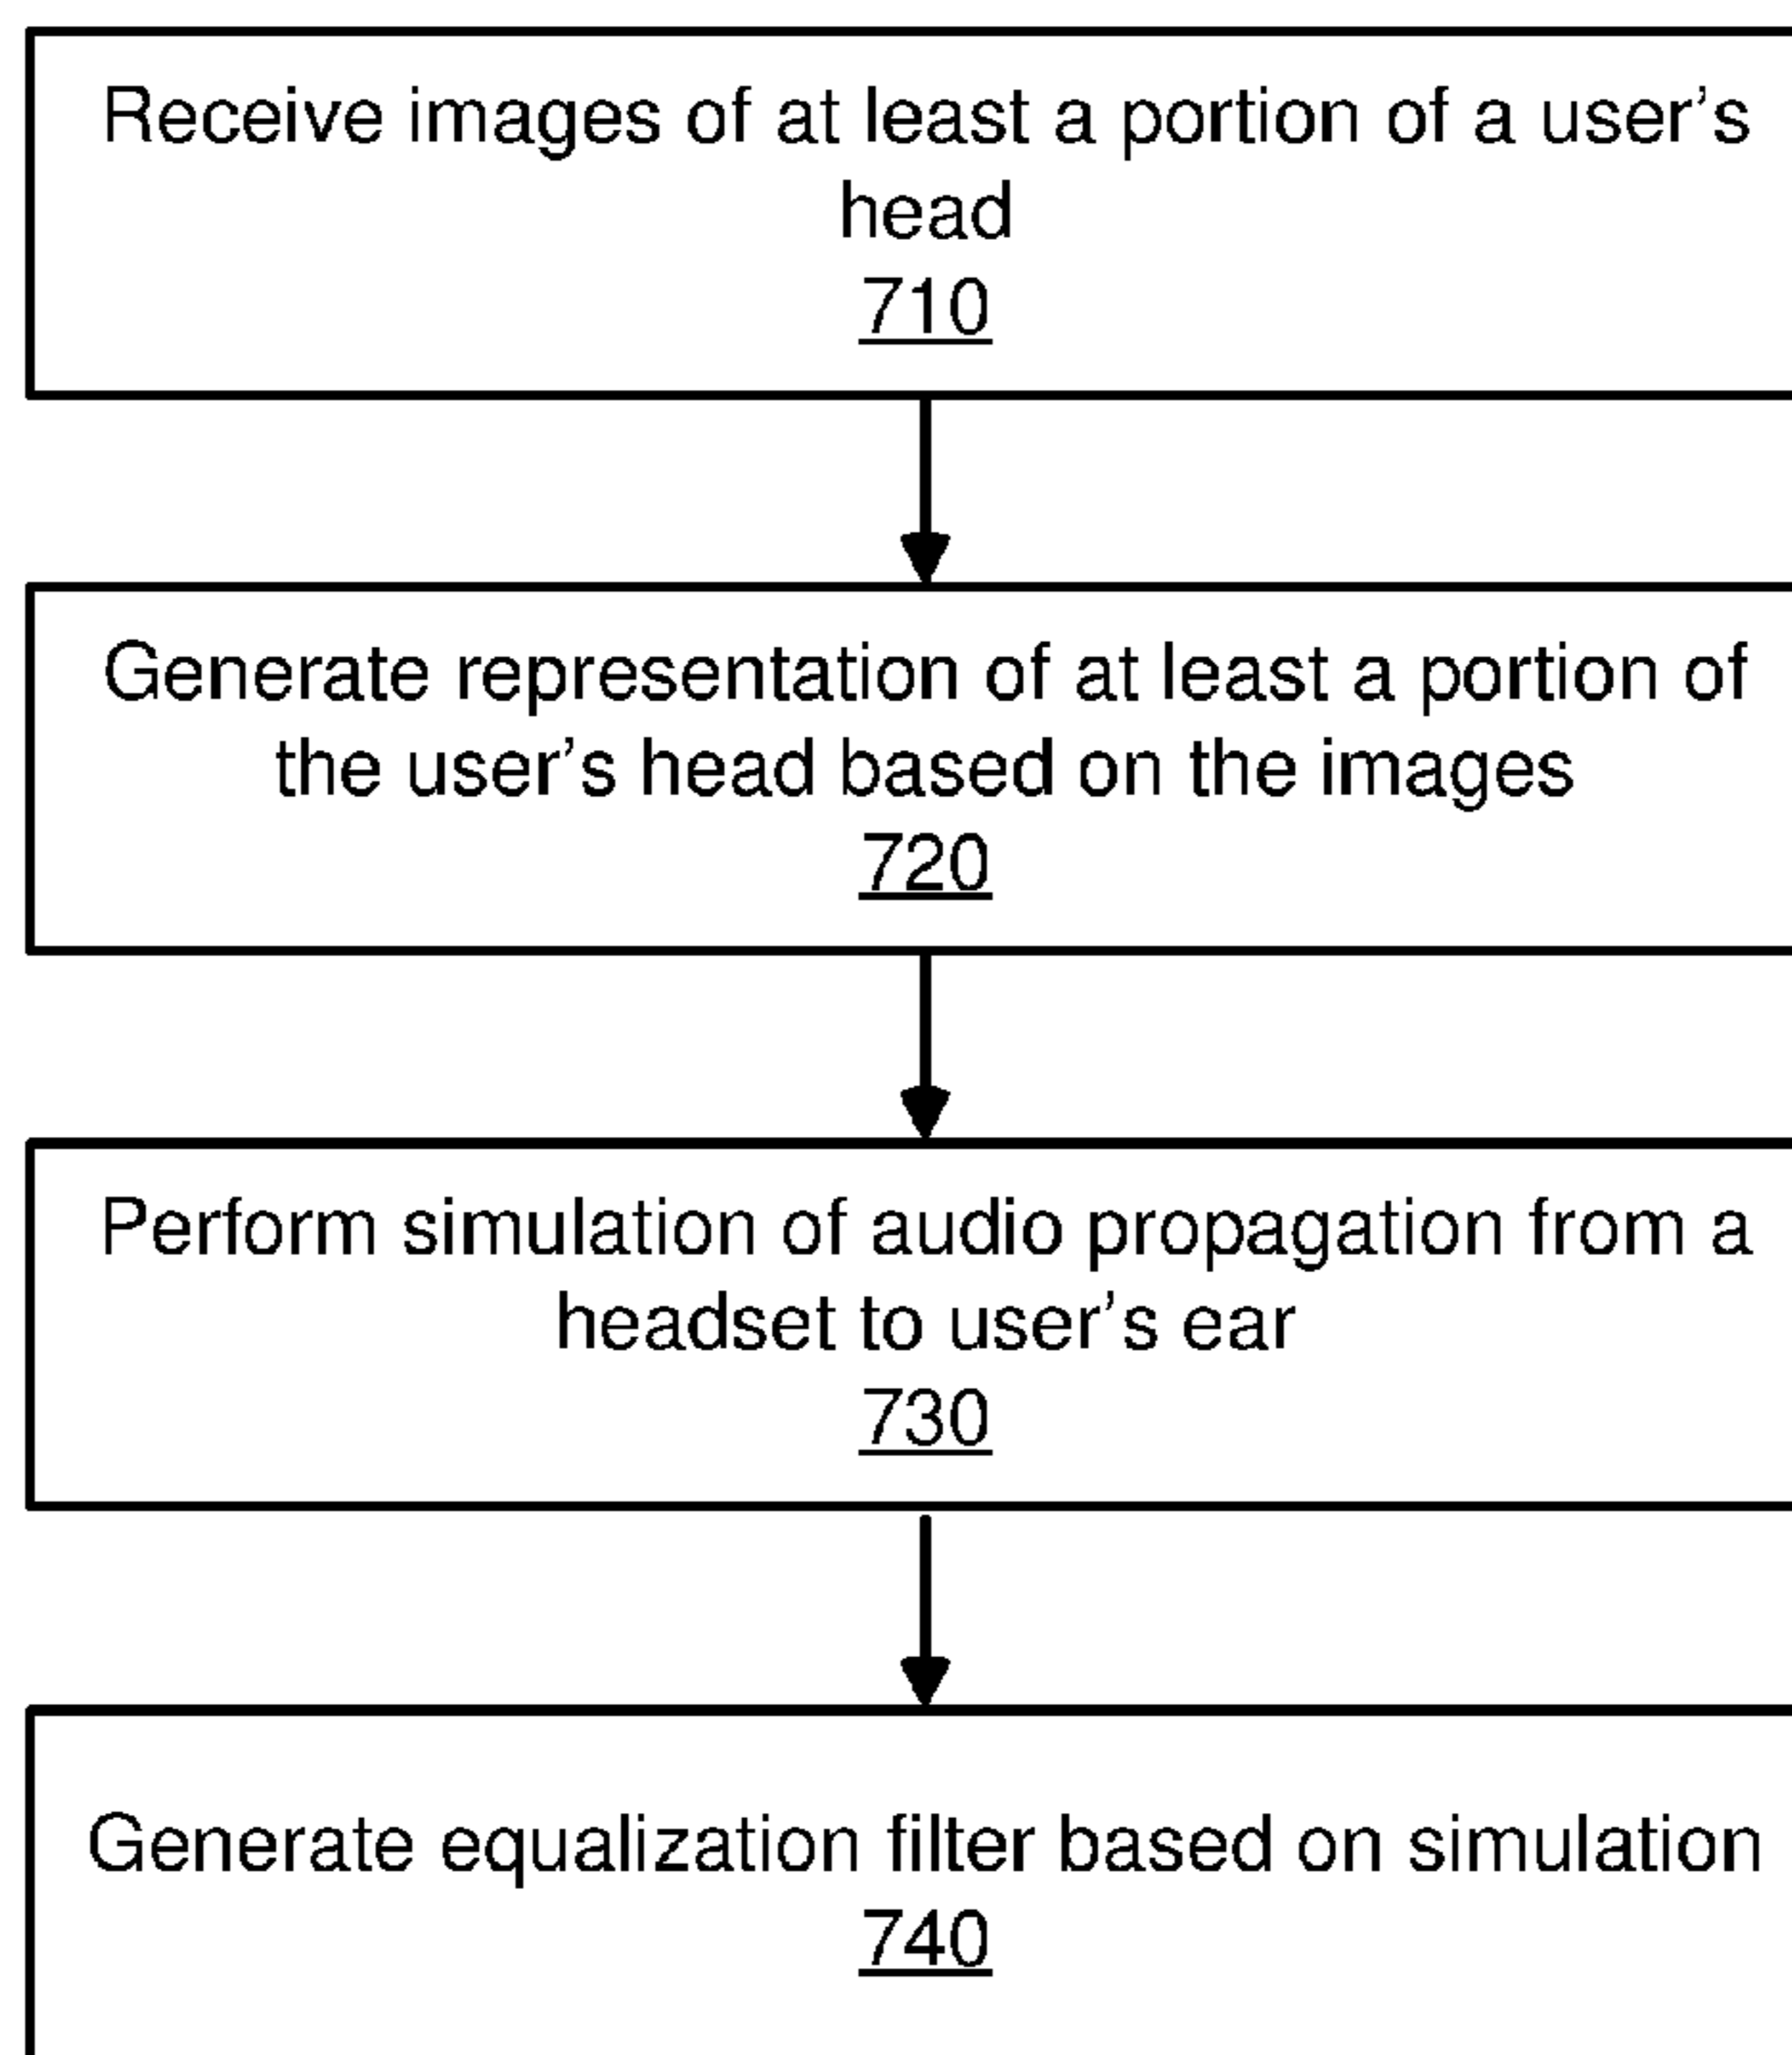 Receive images of at least a portion of a user’s
head
710
Generate representation of at least a portion of
the user’s head based on the images
720
Perform simulation of audio propagation from a
headset to user’s ear
730
Generate equalization filter based on simulation
740